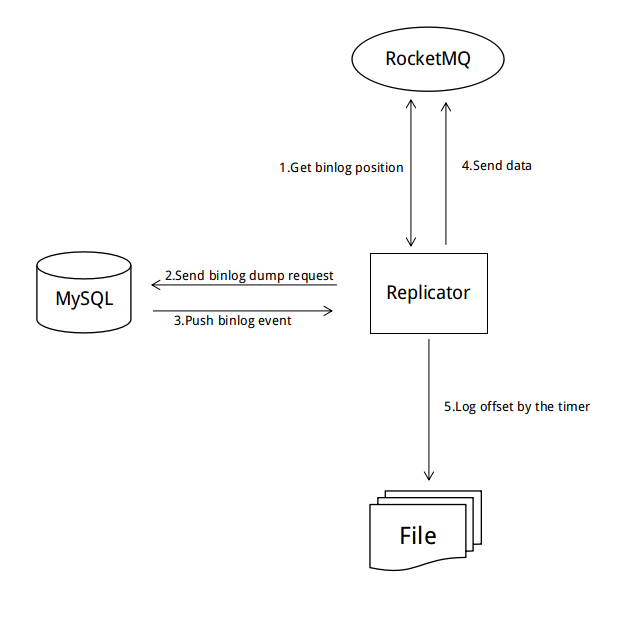 RocketMQ
1.Get binlog position
4.Send data
2.Send binlog dump request
MySQL
Replicator
3.Push binlog event
5.Log offset by the timer
File